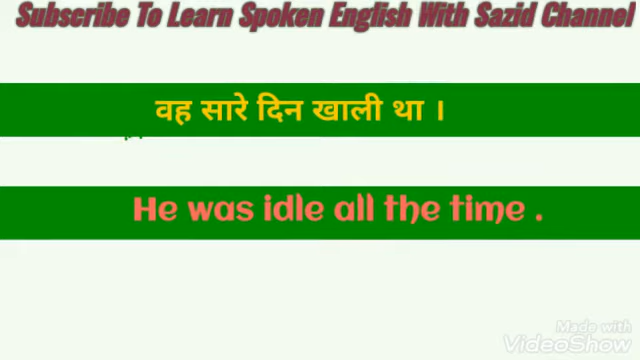 Subscribe To Learn Spoken English With Sazid Channel
वह सारे दिन खाली था ।
He was idle all the time .
Made with
VideoShow